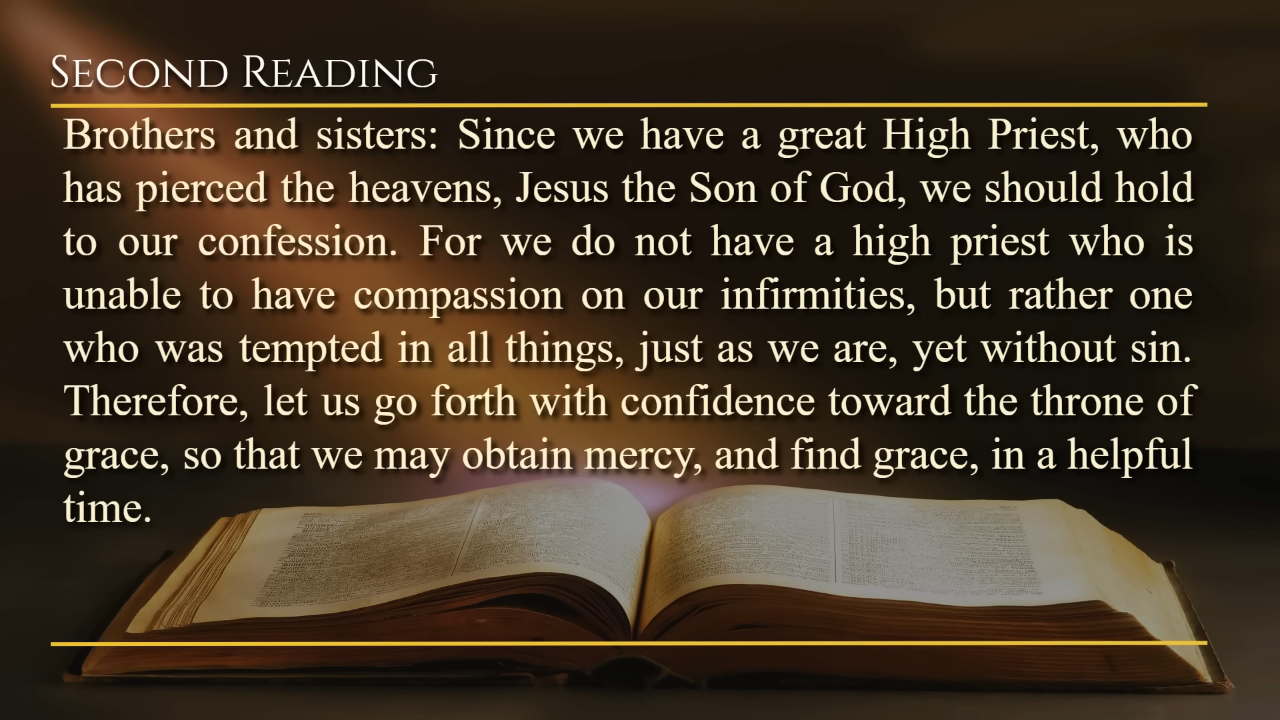 Second Reading
Brothers and sisters: Since we have a great High Priest, who
has pierced the heavens, Jesus the Son of God, we should hold
to our confession. For we do not have a high priest who is
unable to have compassion on our infirmities, but rather one
who was tempted in all things, just as we are, yet without sin.
Therefore, let us go forth with confidence toward the throne of
grace, so that we may obtain mercy, and find grace, in a helpful
time.